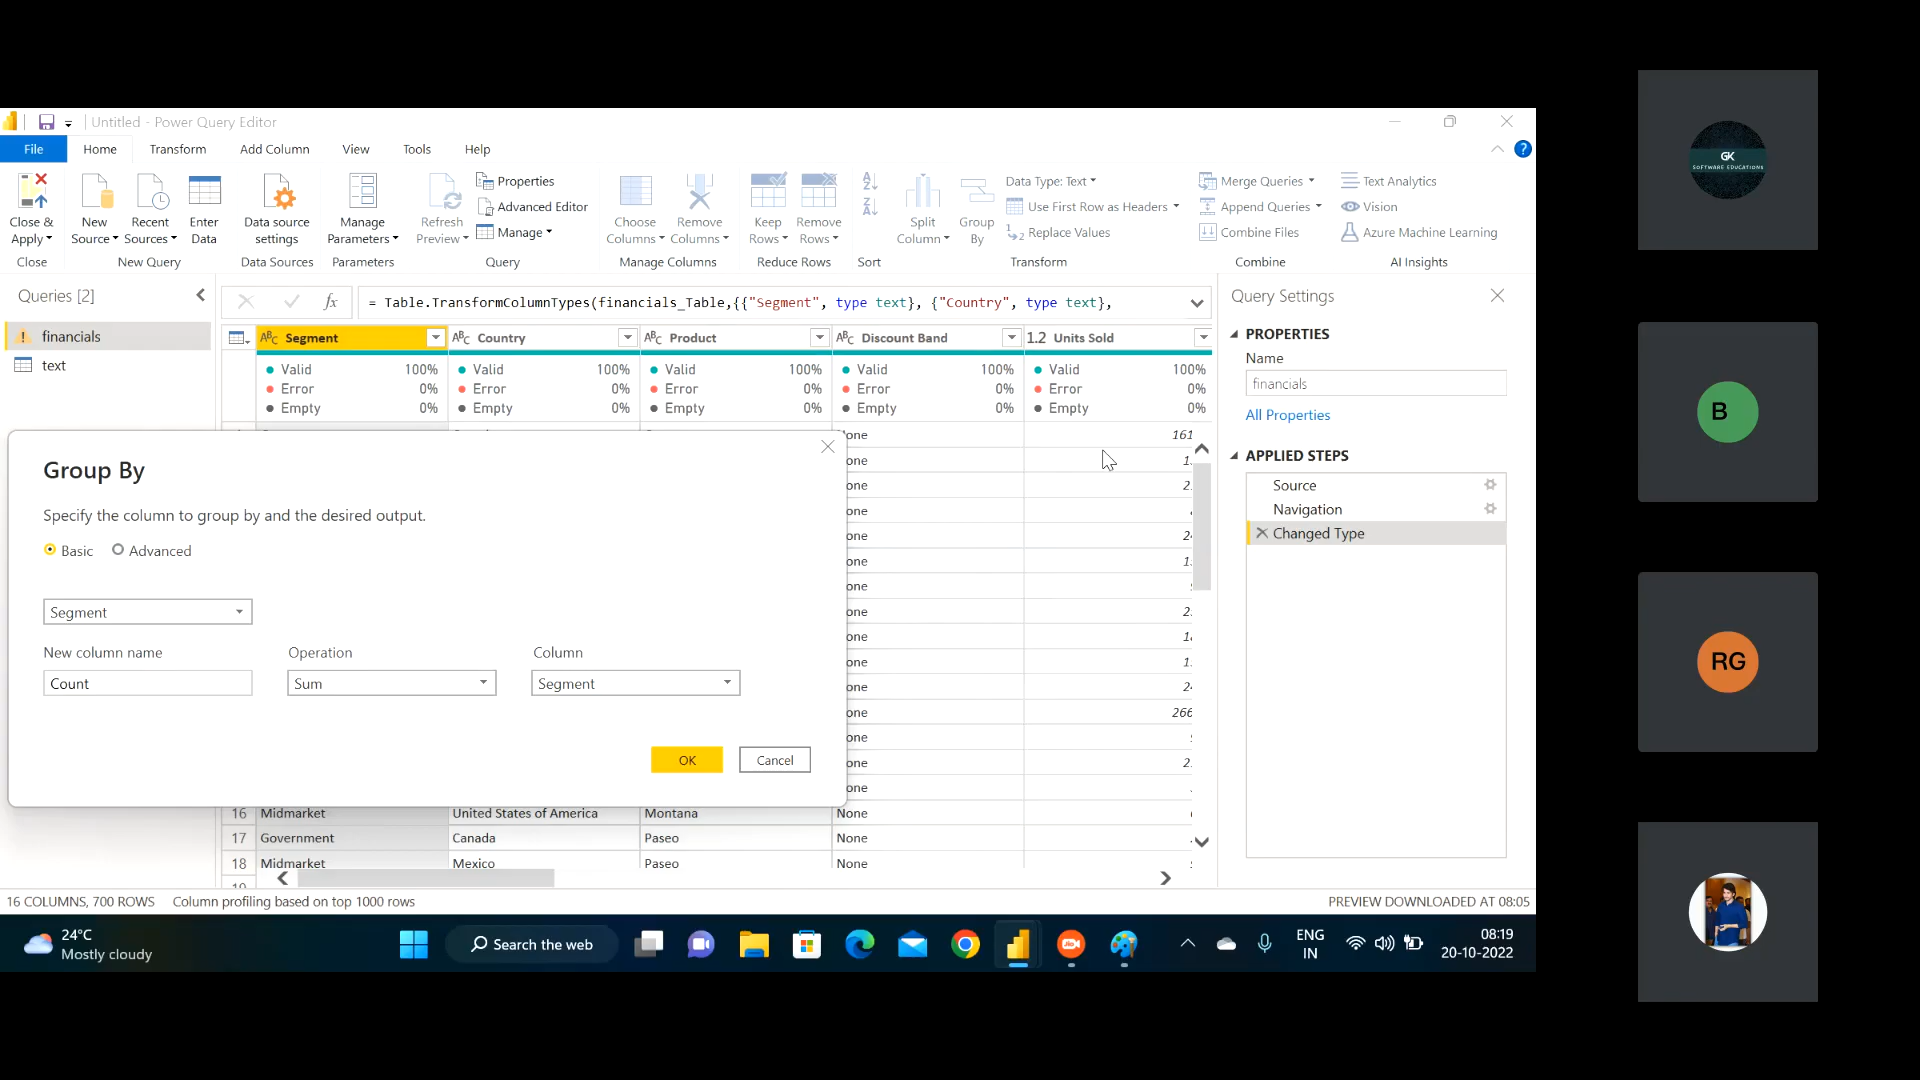 Untitled - Power Query Editor
File Home Transform Add Column View Tools Help
Close & Apply
New Source
Recent Sources
Enter Data
Data source settings
Manage Parameters
Refresh Preview
Properties
Advanced Editor
Manage
Choose Columns
Remove Columns
Keep Rows
Remove Rows
Split Column
Group By
Data Type: Text
Use First Row as Headers
Replace Values
Merge Queries
Append Queries
Combine Files
Text Analytics
Vision
Azure Machine Learning
Close New Query Data Sources Parameters Query Manage Columns Reduce Rows Sort Transform Combine AI Insights
Queries [2]
financials
text
fx = Table.TransformColumnTypes(financials_Table,{{"Segment", type text}, {"Country", type text},
ABC Segment ABC Country ABC Product ABC Discount Band 1.2 Units Sold
Valid 100% Valid 100% Valid 100% Valid 100% Valid 100%
Error 0% Error 0% Error 0% Error 0% Error 0%
Empty 0% Empty 0% Empty 0% Empty 0% Empty 0%
Group By
Specify the column to group by and the desired output.
Basic Advanced
Segment
New column name Operation Column
Count Sum Segment
OK Cancel
16 Midmarket United States of America Montana None
17 Government Canada Paseo None
18 Midmarket Mexico Paseo None
Query Settings
PROPERTIES
Name
financials
All Properties
APPLIED STEPS
Source
Navigation
Changed Type
16 COLUMNS, 700 ROWS Column profiling based on top 1000 rows PREVIEW DOWNLOADED AT 08:05
24°C
Mostly cloudy
Search the web
Jio
ENG
IN
08:19
20-10-2022
GK
SOFTWARE EDUCATIONS
B
RG